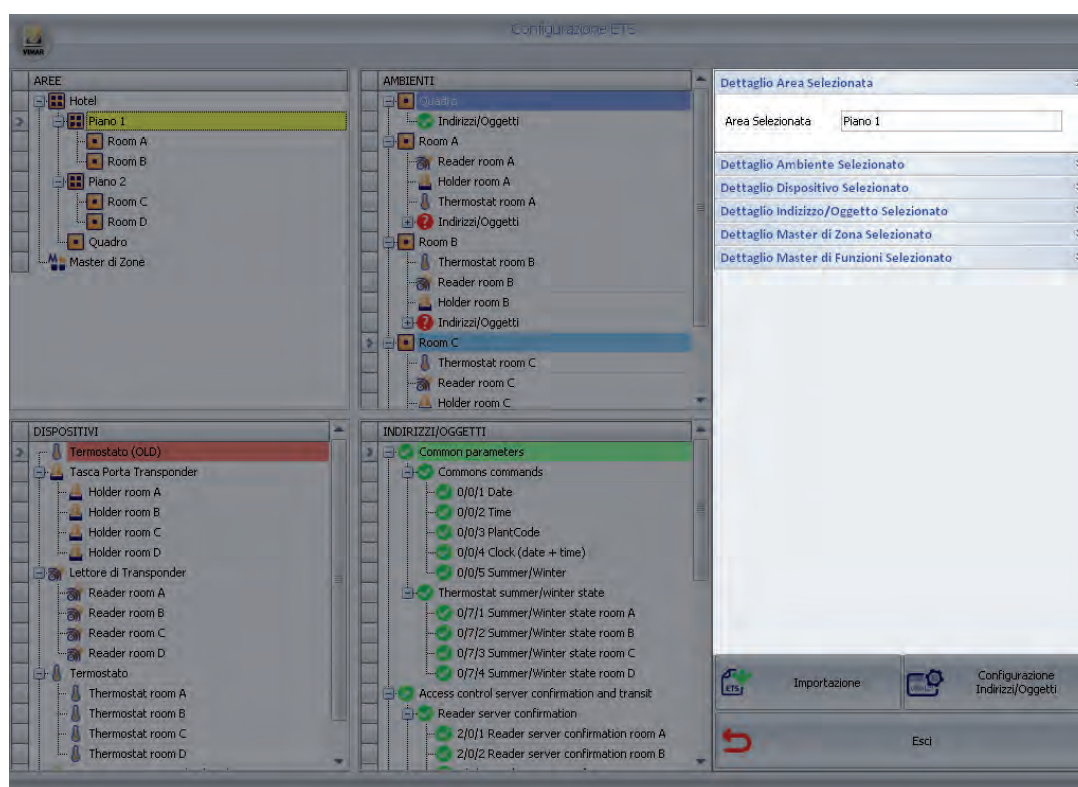 Configurazione ETS
VIMAR
AREE
Hotel
Piano 1
Room A
Room B
Piano 2
Room C
Room D
Quadro
Master di Zone
AMBIENTI
Quadro
Indirizzi/Oggetti
Room A
Reader room A
Holder room A
Thermostat room A
Indirizzi/Oggetti
Room B
Thermostat room B
Reader room B
Holder room B
Indirizzi/Oggetti
Room C
Thermostat room C
Reader room C
Holder room C
Dettaglio Area Selezionata
Area Selezionata Piano 1
Dettaglio Ambiente Selezionato
Dettaglio Dispositivo Selezionato
Dettaglio Indizizzo/Oggetto Selezionato
Dettaglio Master di Zona Selezionato
Dettaglio Master di Funzioni Selezionato
DISPOSITIVI
Termostato (OLD)
Tasca Porta Transponder
Holder room A
Holder room B
Holder room C
Holder room D
Lettore di Transponder
Reader room A
Reader room B
Reader room C
Reader room D
Termostato
Thermostat room A
Thermostat room B
Thermostat room C
Thermostat room D
INDIRIZZI/OGGETTI
Common parameters
Commons commands
0/0/1 Date
0/0/2 Time
0/0/3 PlantCode
0/0/4 Clock (date + time)
0/0/5 Summer/Winter
Thermostat summer/winter state
0/7/1 Summer/Winter state room A
0/7/2 Summer/Winter state room B
0/7/3 Summer/Winter state room C
0/7/4 Summer/Winter state room D
Access control server confirmation and transit
Reader server confirmation
2/0/1 Reader server confirmation room A
2/0/2 Reader server confirmation room B
ETS
Importazione
Configurazione
Indirizzi/Oggetti
Esci